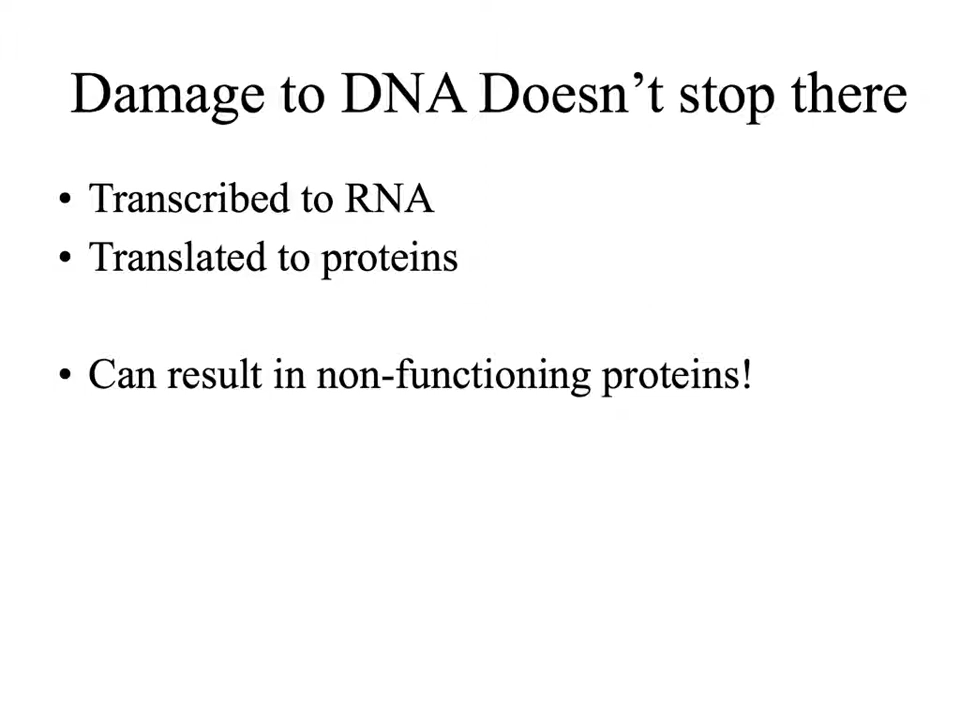 Damage to DNA Doesn’t stop there
• Transcribed to RNA
• Translated to proteins
• Can result in non-functioning proteins!